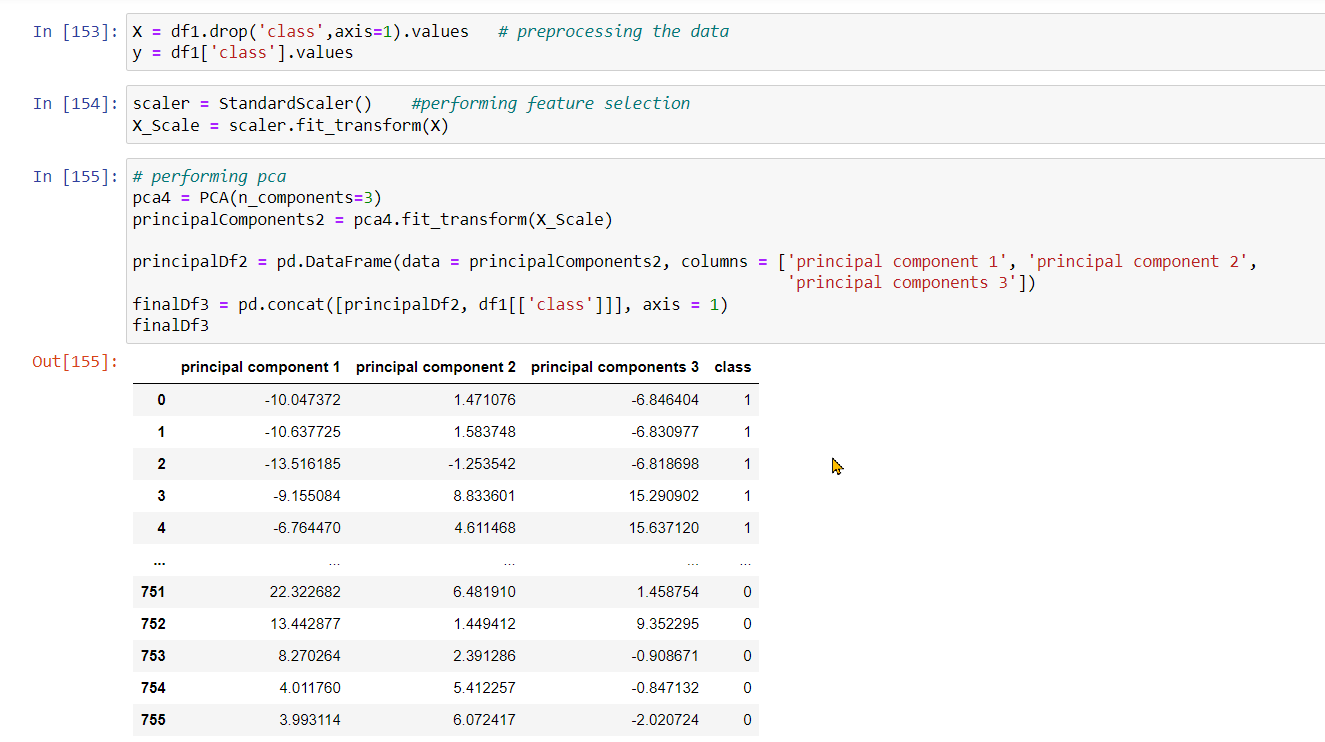 In [153]: X = df1.drop('class',axis=1).values   # preprocessing the data
y = df1['class'].values
In [154]: scaler = StandardScaler()    #performing feature selection
X_Scale = scaler.fit_transform(X)
In [155]: # performing pca
pca4 = PCA(n_components=3)
principalComponents2 = pca4.fit_transform(X_Scale)
principalDf2 = pd.DataFrame(data = principalComponents2, columns = ['principal component 1', 'principal component 2',
'principal components 3'])
finalDf3 = pd.concat([principalDf2, df1[['class']]], axis = 1)
finalDf3
Out[155]:
principal component 1 principal component 2 principal components 3 class
0 -10.047372 1.471076 -6.846404 1
1 -10.637725 1.583748 -6.830977 1
2 -13.516185 -1.253542 -6.818698 1
3 -9.155084 8.833601 15.290902 1
4 -6.764470 4.611468 15.637120 1
... ... ... ... ...
751 22.322682 6.481910 1.458754 0
752 13.442877 1.449412 9.352295 0
753 8.270264 2.391286 -0.908671 0
754 4.011760 5.412257 -0.847132 0
755 3.993114 6.072417 -2.020724 0